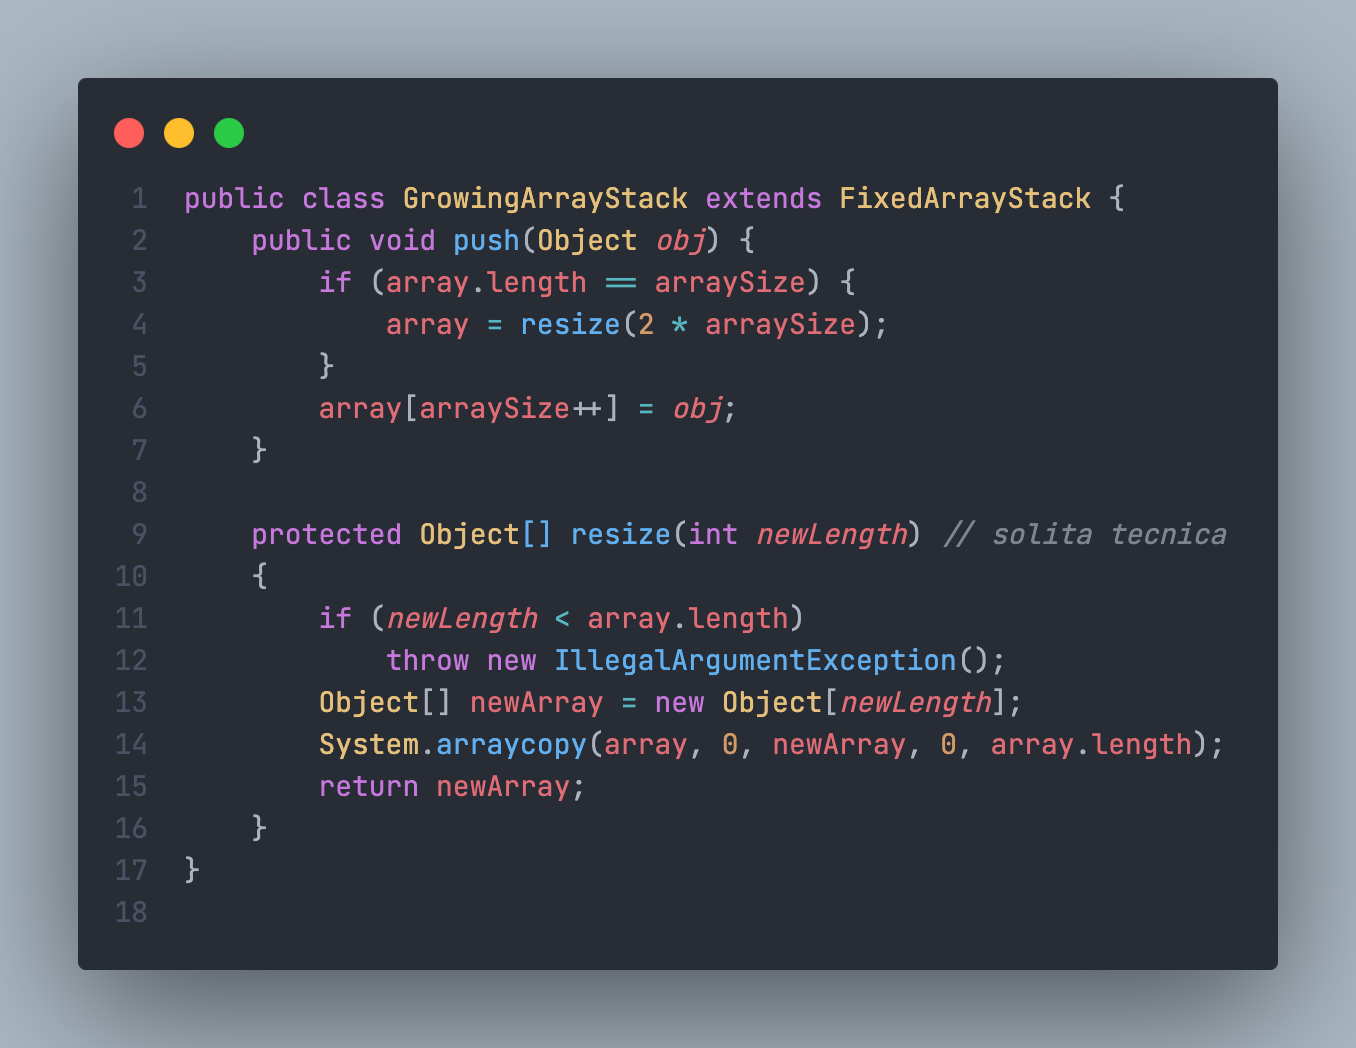 1 public class GrowingArrayStack extends FixedArrayStack {
2     public void push(Object obj) {
3         if (array.length == arraySize) {
4             array = resize(2 * arraySize);
5         }
6         array[arraySize++] = obj;
7     }
8
9     protected Object[] resize(int newLength) // solita tecnica
10     {
11         if (newLength < array.length)
12             throw new IllegalArgumentException();
13         Object[] newArray = new Object[newLength];
14         System.arraycopy(array, 0, newArray, 0, array.length);
15         return newArray;
16     }
17 }
18